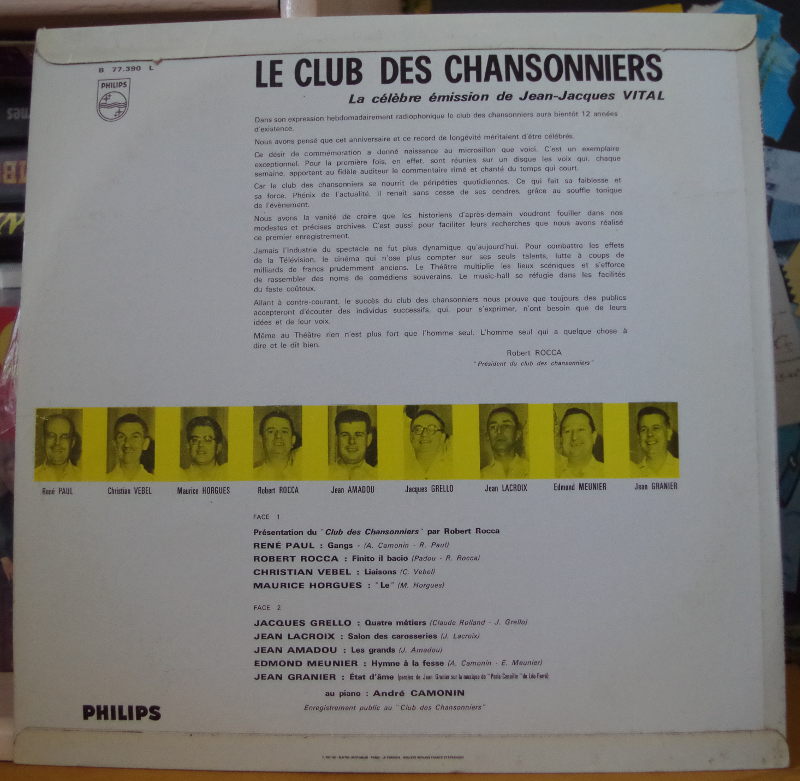 B 77.390 L
PHILIPS
LE CLUB DES CHANSONNIERS
La célèbre émission de Jean-Jacques VITAL
Dans son expression hebdomadairement radiophonique le club des chansonniers aura bientôt 12 années
d'existence.
Nous avons pensé que cet anniversaire et ce record de longévité méritaient d'être célébrés.
Ce désir de commémoration a donné naissance au microsillon que voici. C'est un exemplaire
exceptionnel. Pour la première fois, en effet, sont réunies sur un disque les voix qui, chaque
semaine, apportent au fidèle auditeur le commentaire rimé et chanté du temps qui court.
Car le club des chansonniers se nourrit de péripéties quotidiennes. Ce qui fait sa faiblesse et
sa force. Phénix de l'actualité, il renaît sans cesse de ses cendres, grâce au souffle tonique
de l'événement.
Nous avons la vanité de croire que les historiens d'après-demain voudront fouiller dans nos
modestes et précises archives. C'est aussi pour faciliter leurs recherches que nous avons réalisé
ce premier enregistrement.
Jamais l'industrie du spectacle ne fut plus dynamique qu'aujourd'hui. Pour combattre les effets
de la Télévision, le cinéma qui n'ose plus compter sur ses seuls talents, lutte à coups de
milliards de francs prudemment anciens. Le Théâtre multiplie les lieux scéniques et s'efforce
de rassembler des noms de comédiens souverains. Le music-hall se réfugie dans les facilités
du faste coûteux.
Allant à contre-courant, le succès du club des chansonniers nous prouve que toujours des publics
accepteront d'écouter des individus successifs, qui, pour s'exprimer, n'ont besoin que de leurs
idées et de leur voix.
Même au Théâtre rien n'est plus fort que l'homme seul. L'homme seul qui a quelque chose à
dire et le dit bien.
Robert ROCCA
"Président du club des chansonniers"
René PAUL Christian VEBEL Maurice HORGUES Robert ROCCA Jean AMADOU Jacques GRELLO Jean LACROIX Edmond MEUNIER Jean GRANIER
FACE 1
Présentation du "Club des Chansonniers" par Robert Rocca
RENÉ PAUL : Gangs - (A. Camonin - R. Paul)
ROBERT ROCCA : Finito il bacio (Padou - R. Rocca)
CHRISTIAN VEBEL : Liaisons (C. Vebel)
MAURICE HORGUES : "Le" (M. Horgues)
FACE 2
JACQUES GRELLO : Quatre métiers (Claude Rolland - J. Grello)
JEAN LACROIX : Salon des carosseries (J. Lacroix)
JEAN AMADOU : Les grands (J. Amadou)
EDMOND MEUNIER : Hymne à la fesse (A. Camonin - E. Meunier)
JEAN GRANIER : État d'âme (paroles de Jean Granier sur la musique de "Paris-Canaille" de Léo Ferré)
au piano : André CAMONIN
Enregistrement public au "Club des Chansonniers"
PHILIPS